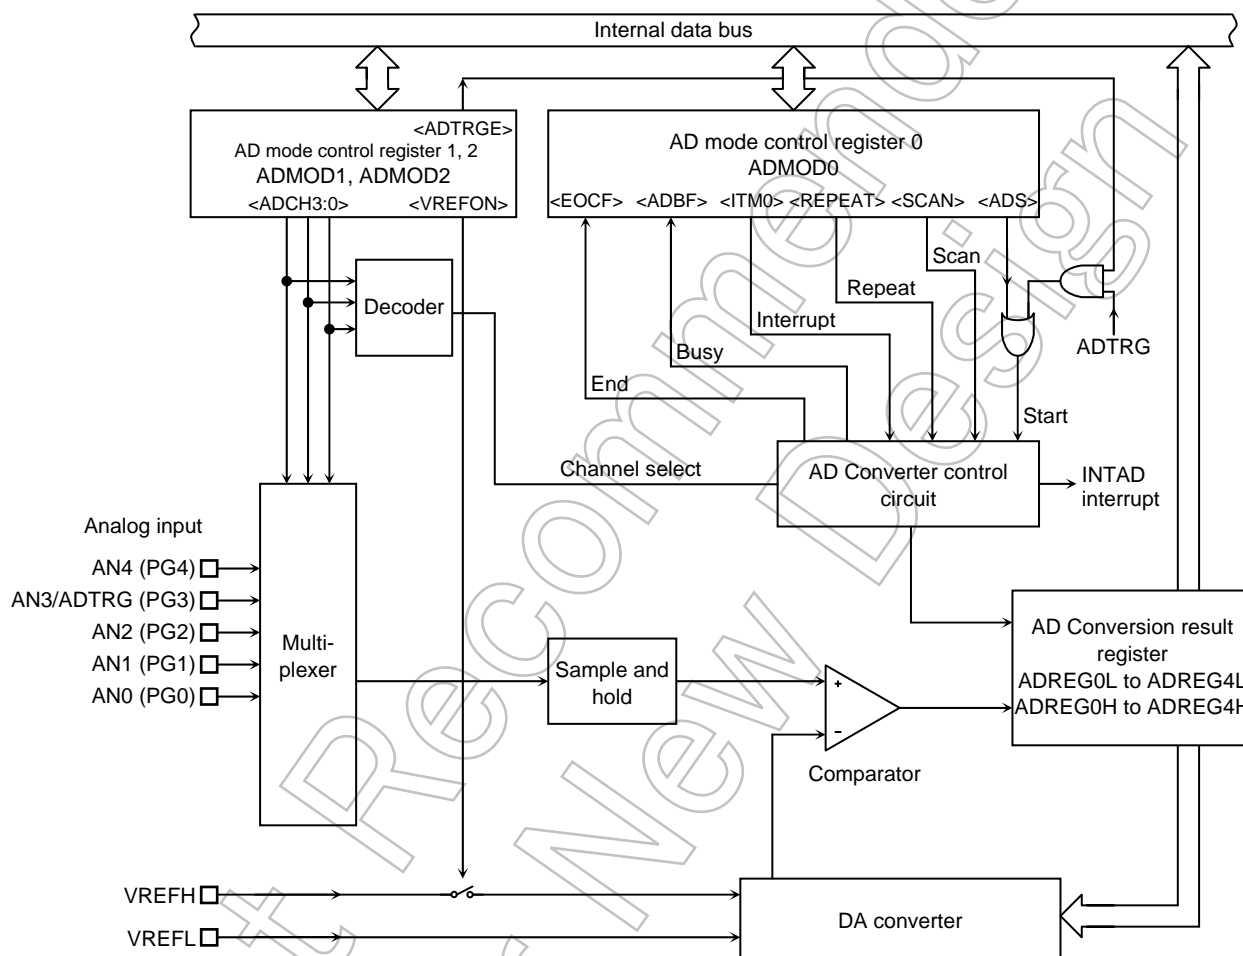 Internal data bus
<ADTRGE>
AD mode control register 1, 2
ADMOD1, ADMOD2
<ADCH3:0>
<VREFON>
AD mode control register 0
ADMOD0
<EOCF>
<ADBF>
<ITM0>
<REPEAT>
<SCAN>
<ADS>
Decoder
Scan
Repeat
Interrupt
Busy
End
ADTRG
Start
Channel select
AD Converter control
circuit
INTAD
interrupt
Analog input
AN4 (PG4)
AN3/ADTRG (PG3)
AN2 (PG2)
AN1 (PG1)
AN0 (PG0)
Multi-
plexer
Sample and
hold
+
−
Comparator
AD Conversion result
register
ADREG0L to ADREG4L
ADREG0H to ADREG4H
VREFH
VREFL
DA converter
t Recommende
New Design